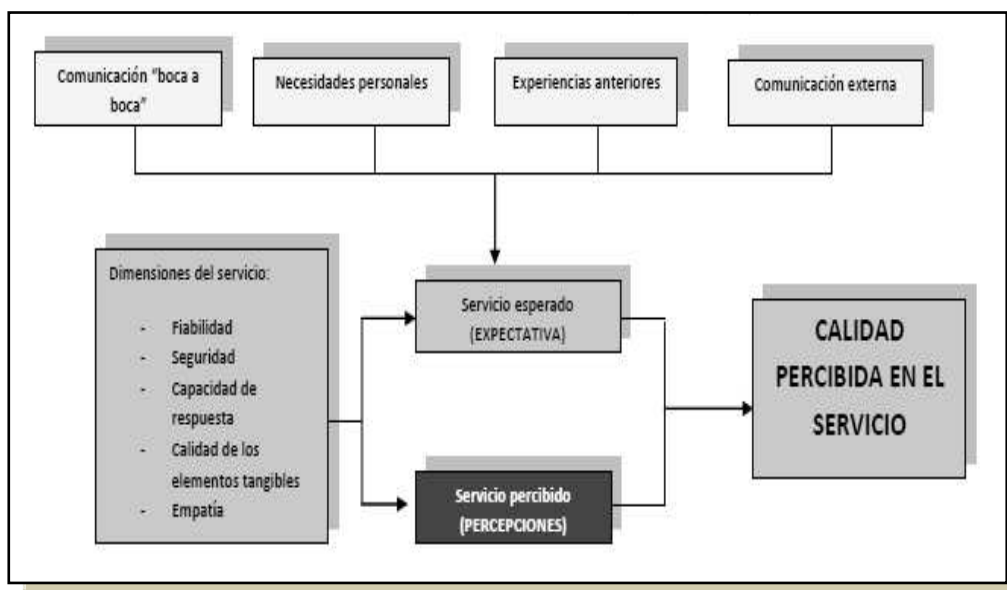 Comunicación "boca a
boca"
Necesidades personales
Experiencias anteriores
Comunicación externa
Dimensiones del servicio:
- Fiabilidad
- Seguridad
- Capacidad de
respuesta
- Calidad de los
elementos tangibles
- Empatía
Servicio esperado
(EXPECTATIVA)
Servicio percibido
(PERCEPCIONES)
CALIDAD
PERCIBIDA EN EL
SERVICIO